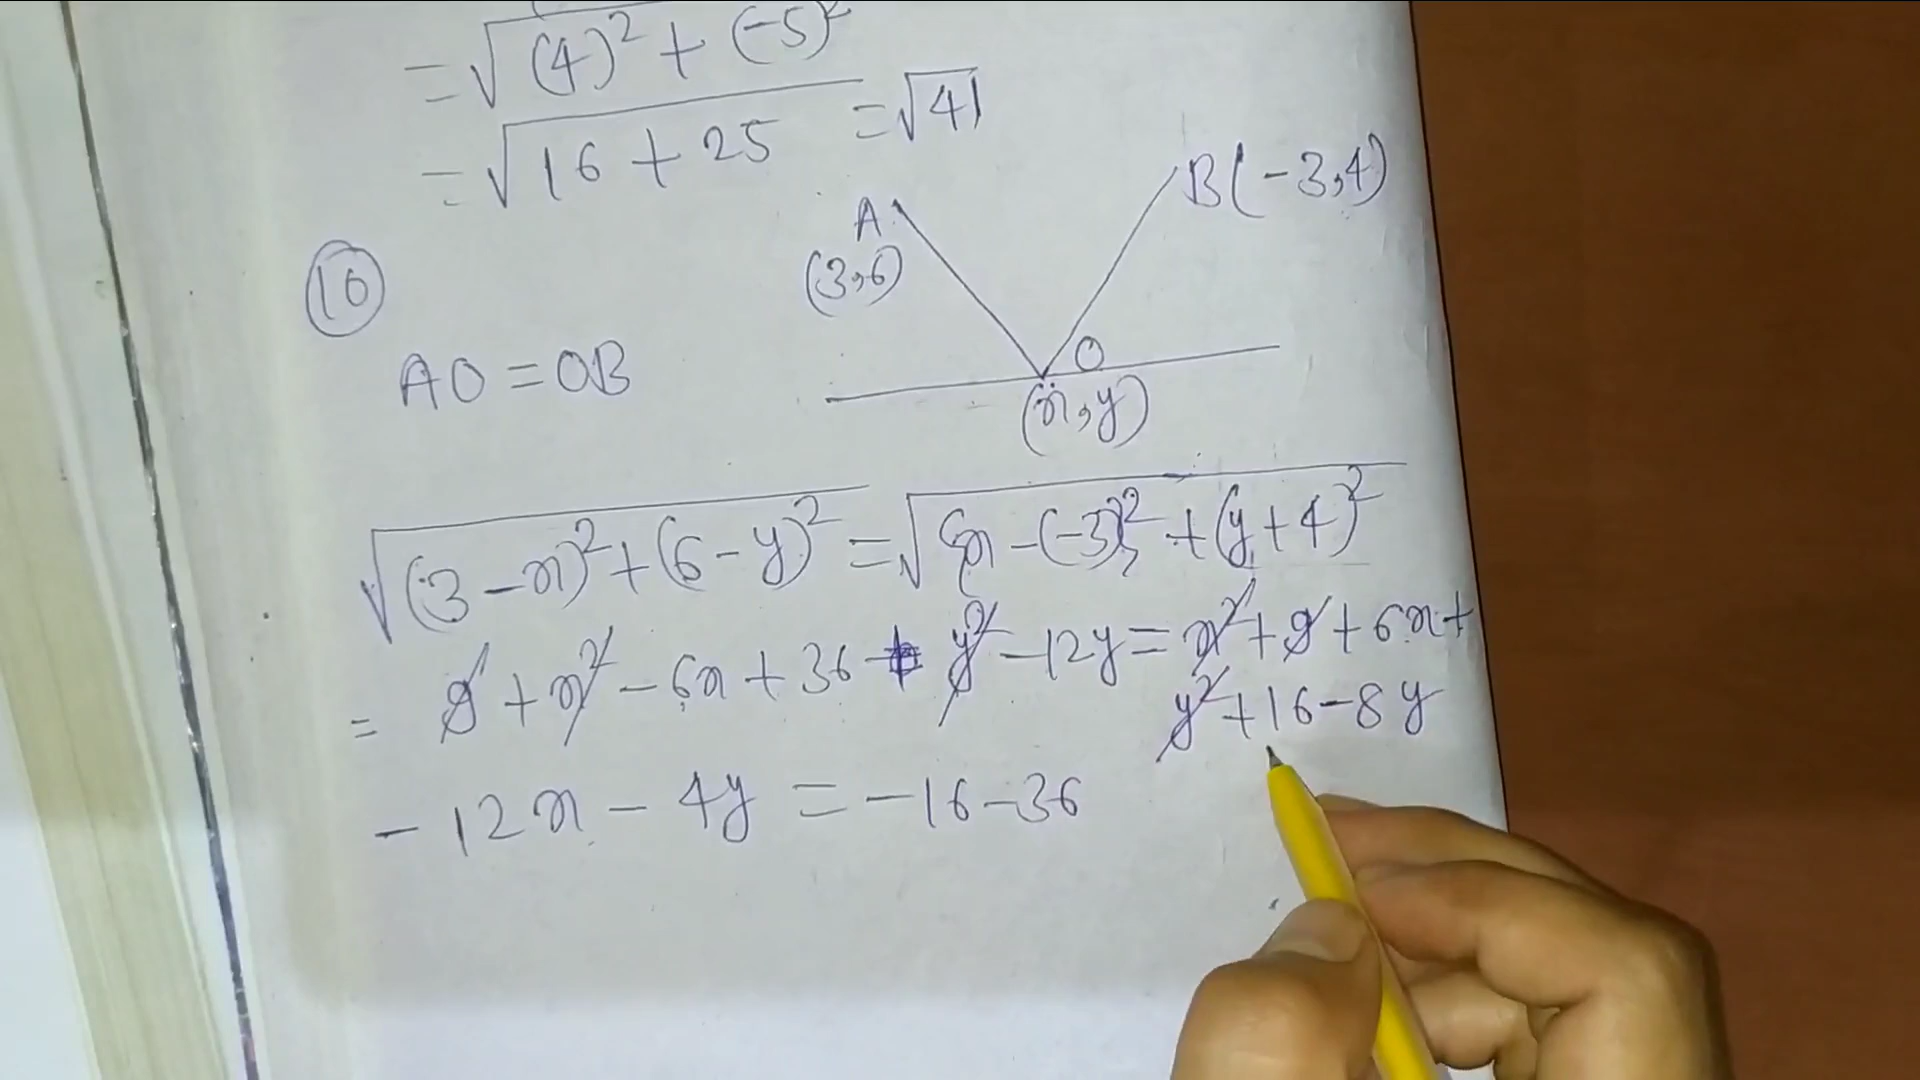 = √(4)² + (-5)²
= √16 + 25 = √41
B(-3,4)
A
(3,6)
10
AO = OB
O
(x,y)
√(3-x)²+(6-y)² = √{x-(-3)}²+(y+4)²
= 9+x²-6x+36+y²-12y = x²+9+6x+
y²+16-8y
-12x-4y = -16-36